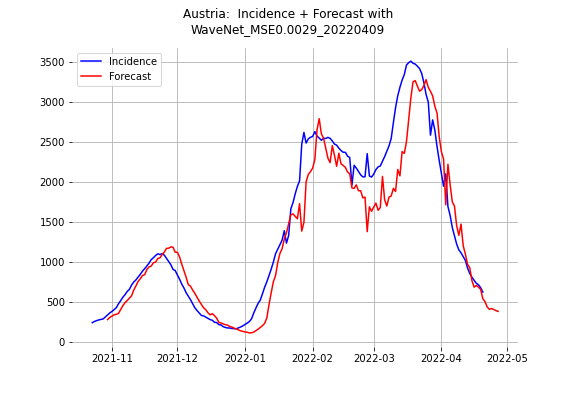 Austria:  Incidence + Forecast with
WaveNet_MSE0.0029_20220409
Incidence
Forecast
3500
3000
2500
2000
1500
1000
500
0
2021-11 2021-12 2022-01 2022-02 2022-03 2022-04 2022-05